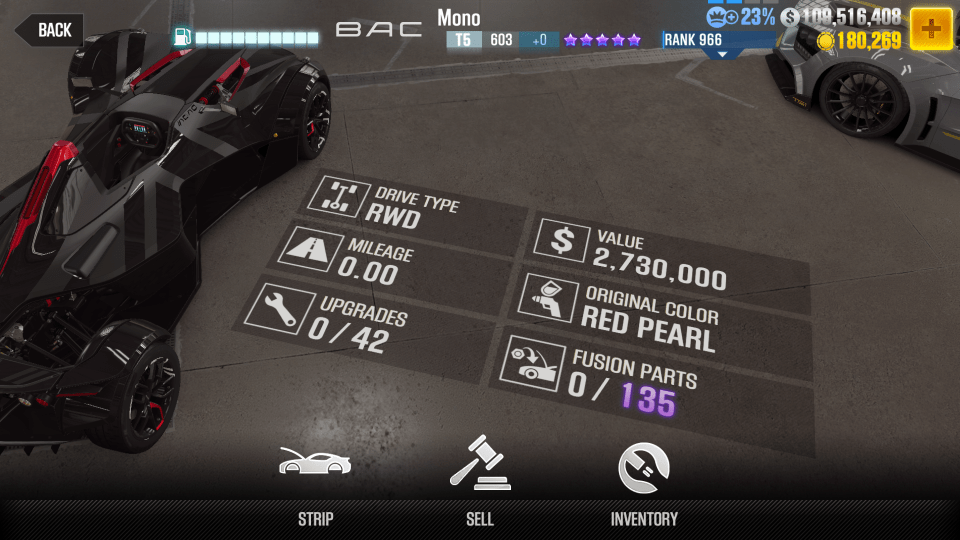 BACK
BAC
Mono
T5 603 +0
23%
109,516,408
RANK 966
180,269
DRIVE TYPE
RWD
MILEAGE
0.00
UPGRADES
0/42
VALUE
2,730,000
ORIGINAL COLOR
RED PEARL
FUSION PARTS
0/135
STRIP
SELL
INVENTORY